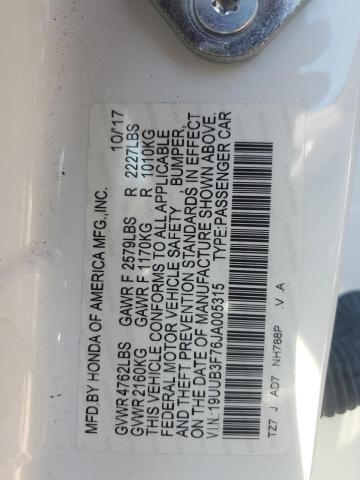 MFD.BY HONDA OF AMERICA MFG.,INC. 10/17
GVWR 4762LBS GAWR F 2579LBS R 2227LBS
GVWR 2160KG GAWR F 1170KG R 1010KG
THIS VEHICLE CONFORMS TO ALL APPLICABLE
FEDERAL MOTOR VEHICLE SAFETY, BUMPER,
AND THEFT PREVENTION STANDARDS IN EFFECT
ON THE DATE OF MANUFACTURE SHOWN ABOVE
V.I.N.:19UUB3F76JA005315 TYPE:PASSENGER CAR
TZ7 J AD7 NH788P .V .A